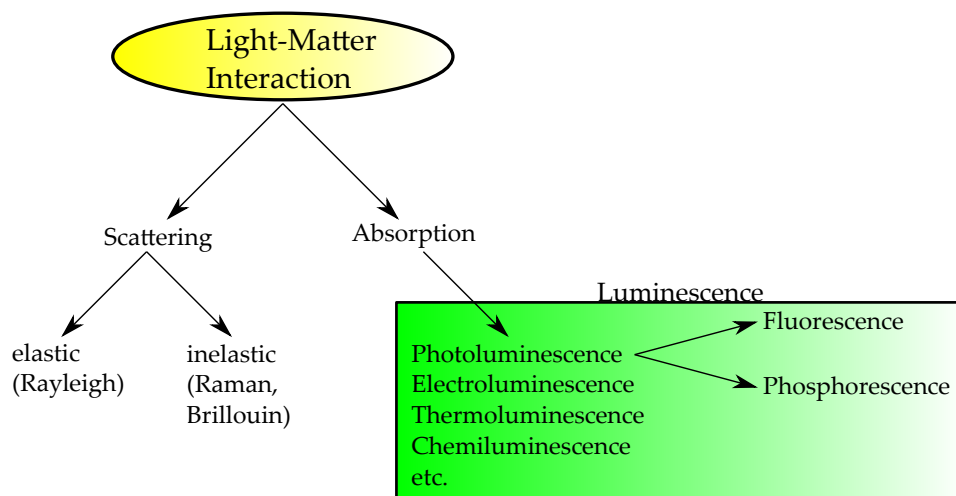 Light-Matter
Interaction
Scattering
Absorption
elastic
(Rayleigh)
inelastic
(Raman,
Brillouin)
Luminescence
Photoluminescence
Electroluminescence
Thermoluminescence
Chemiluminescence
etc.
Fluorescence
Phosphorescence